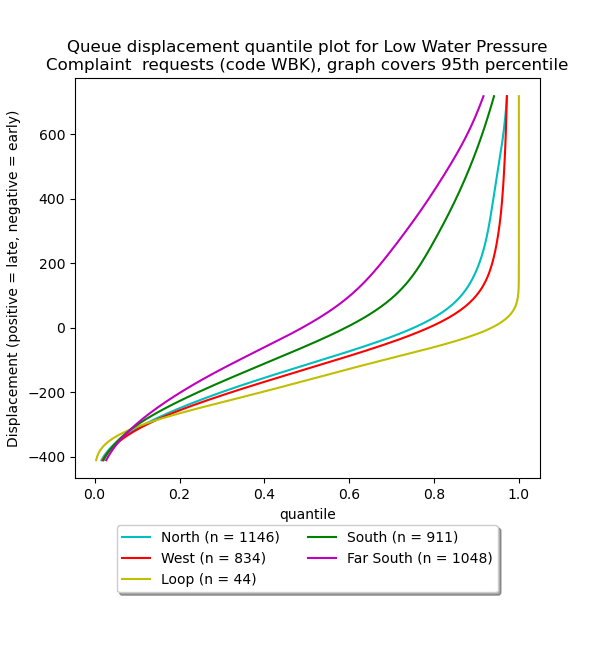 Queue displacement quantile plot for Low Water Pressure
Complaint  requests (code WBK), graph covers 95th percentile
Displacement (positive = late, negative = early)
600
400
200
0
−200
−400
0.0 0.2 0.4 0.6 0.8 1.0
quantile
North (n = 1146)
West (n = 834)
Loop (n = 44)
South (n = 911)
Far South (n = 1048)